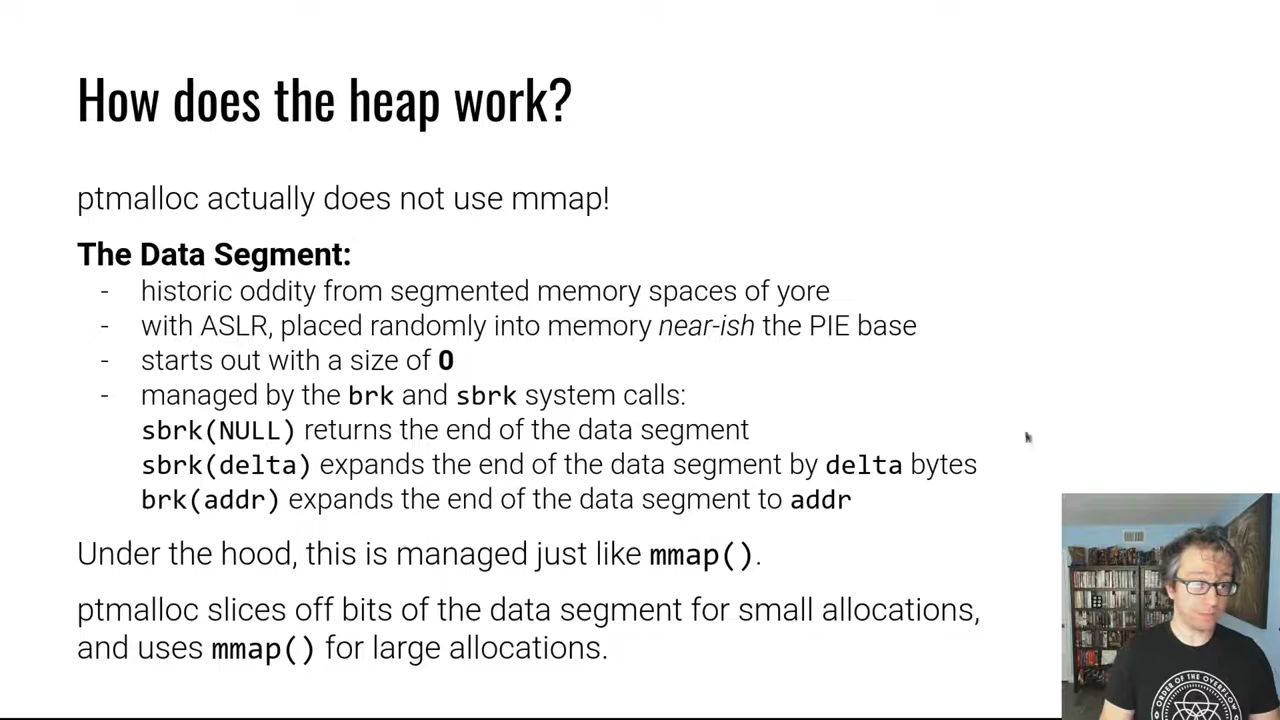 How does the heap work?
ptmalloc actually does not use mmap!
The Data Segment:
- historic oddity from segmented memory spaces of yore
- with ASLR, placed randomly into memory near-ish the PIE base
- starts out with a size of 0
- managed by the brk and sbrk system calls:
sbrk(NULL) returns the end of the data segment
sbrk(delta) expands the end of the data segment by delta bytes
brk(addr) expands the end of the data segment to addr
Under the hood, this is managed just like mmap().
ptmalloc slices off bits of the data segment for small allocations,
and uses mmap() for large allocations.
ORDER OF THE OVERFLOW